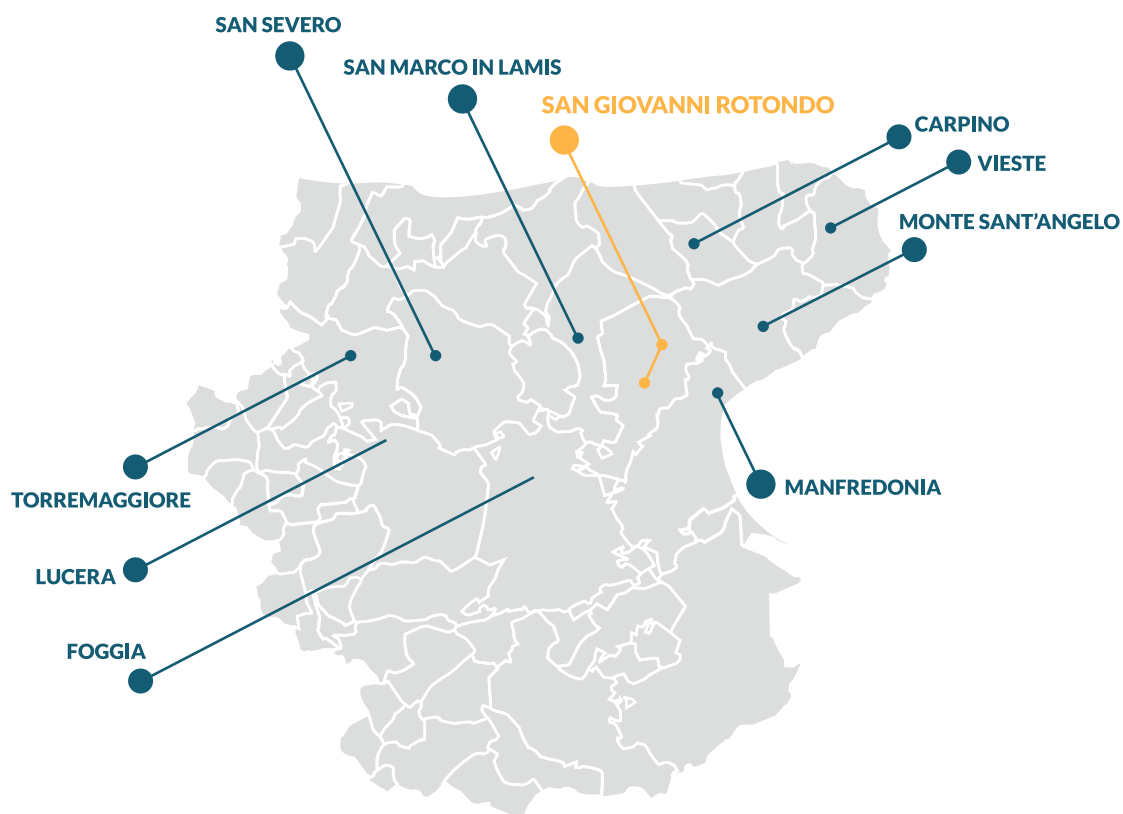 SAN SEVERO
SAN MARCO IN LAMIS
SAN GIOVANNI ROTONDO
CARPINO
VIESTE
MONTE SANT'ANGELO
MANFREDONIA
TORREMAGGIORE
LUCERA
FOGGIA